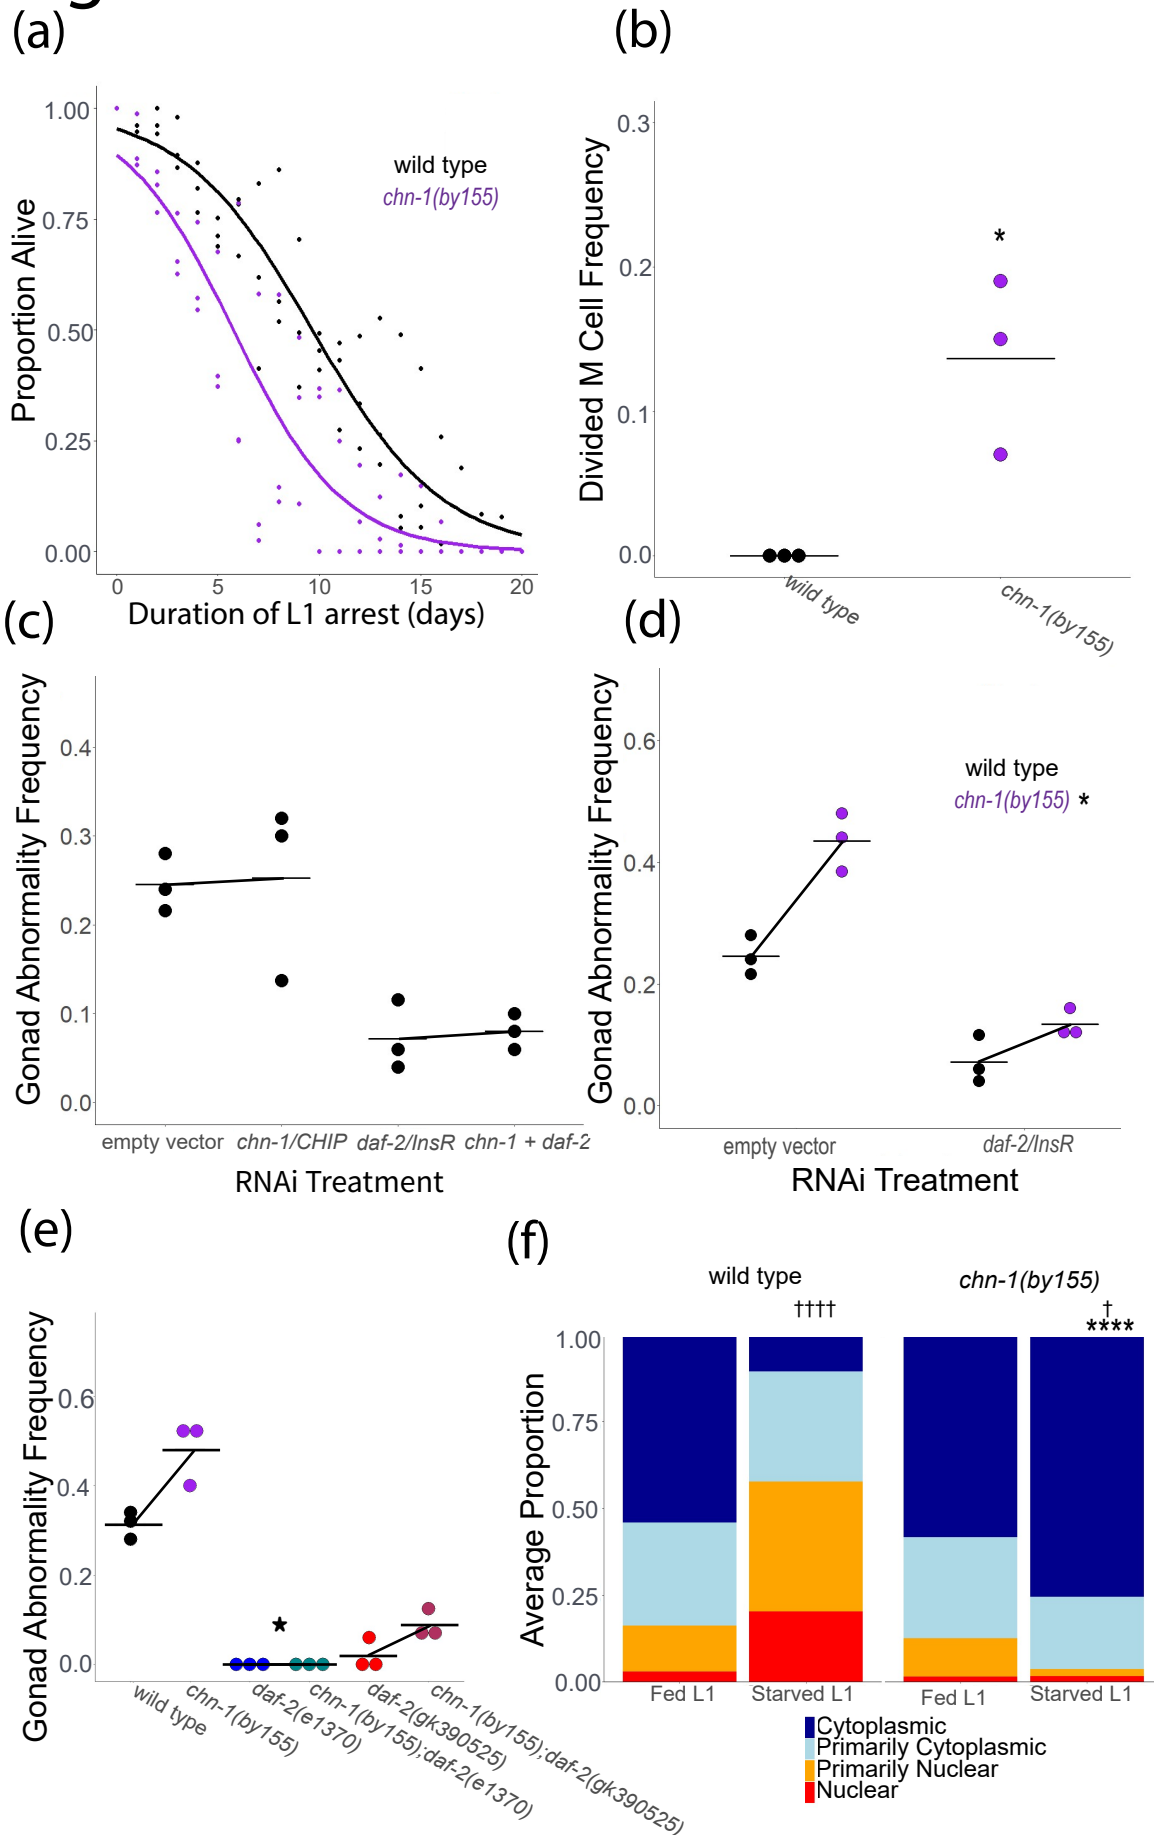 (a)
1.00
0.75
0.50
0.25
0.00
Proportion Alive
wild type
chn-1(by155)
0 5 10 15 20
Duration of L1 arrest (days)
(b)
0.3
0.2
0.1
0.0
Divided M Cell Frequency
*
wild type
chn-1(by155)
(c)
0.4
0.3
0.2
0.1
0.0
Gonad Abnormality Frequency
empty vector chn-1/CHIP daf-2/InsR chn-1 + daf-2
RNAi Treatment
(d)
0.6
0.4
0.2
0.0
Gonad Abnormality Frequency
wild type
chn-1(by155) *
empty vector daf-2/InsR
RNAi Treatment
(e)
0.6
0.4
0.2
0.0
Gonad Abnormality Frequency
★
wild type
chn-1(by155)
daf-2(e1370)
chn-1(by155);daf-2(e1370)
daf-2(gk390525)
chn-1(by155);daf-2(gk390525)
(f)
wild type chn-1(by155)
†††† †
****
1.00
0.75
0.50
0.25
0.00
Average Proportion
Fed L1 Starved L1 Fed L1 Starved L1
Cytoplasmic
Primarily Cytoplasmic
Primarily Nuclear
Nuclear